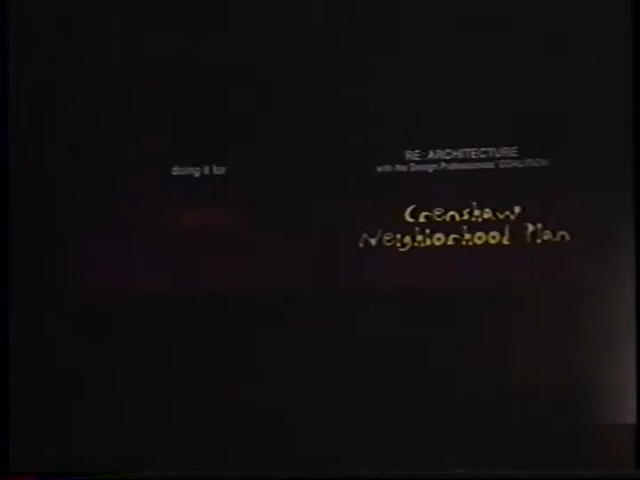 doing it for
RE: ARCHITECTURE
with the Design Professionals' COALITION
Crenshaw
Neighborhood Plan